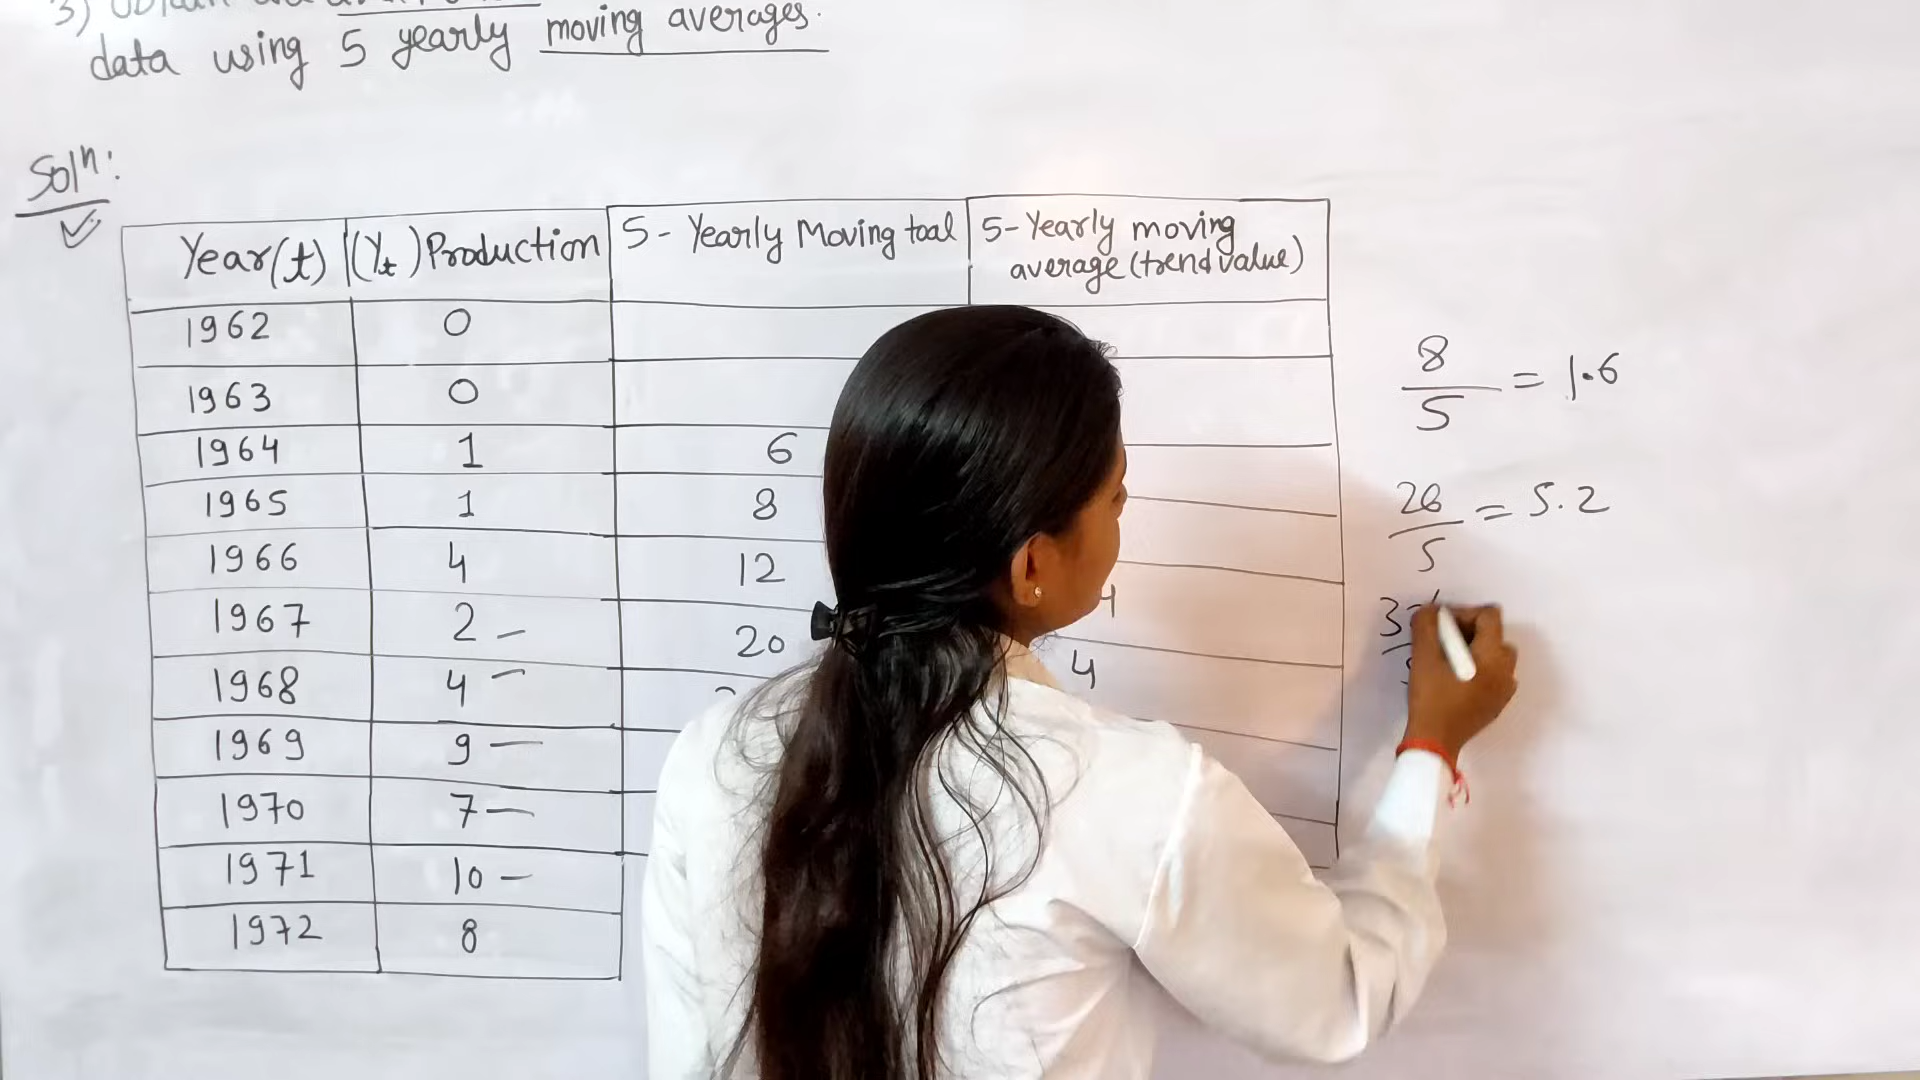 3) Obtain
data using 5 yearly moving averages.
Solⁿ:
Year(t) (Yt) Production 5- Yearly Moving toal 5-Yearly moving average (trend value)
1962 0
1963 0
1964 1 6
1965 1 8
1966 4 12
1967 2 - 20 4
1968 4 -
1969 9 -
1970 7 -
1971 10 -
1972 8
8/5 = 1.6
26/5 = 5.2